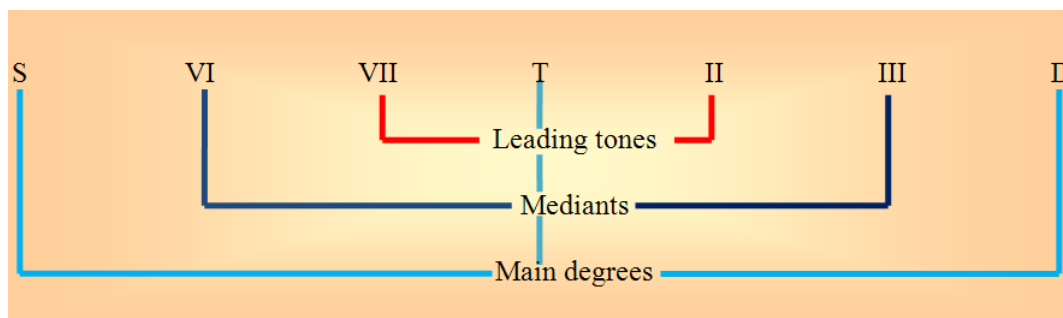 S VI VII T II III D
Leading tones
Mediants
Main degrees